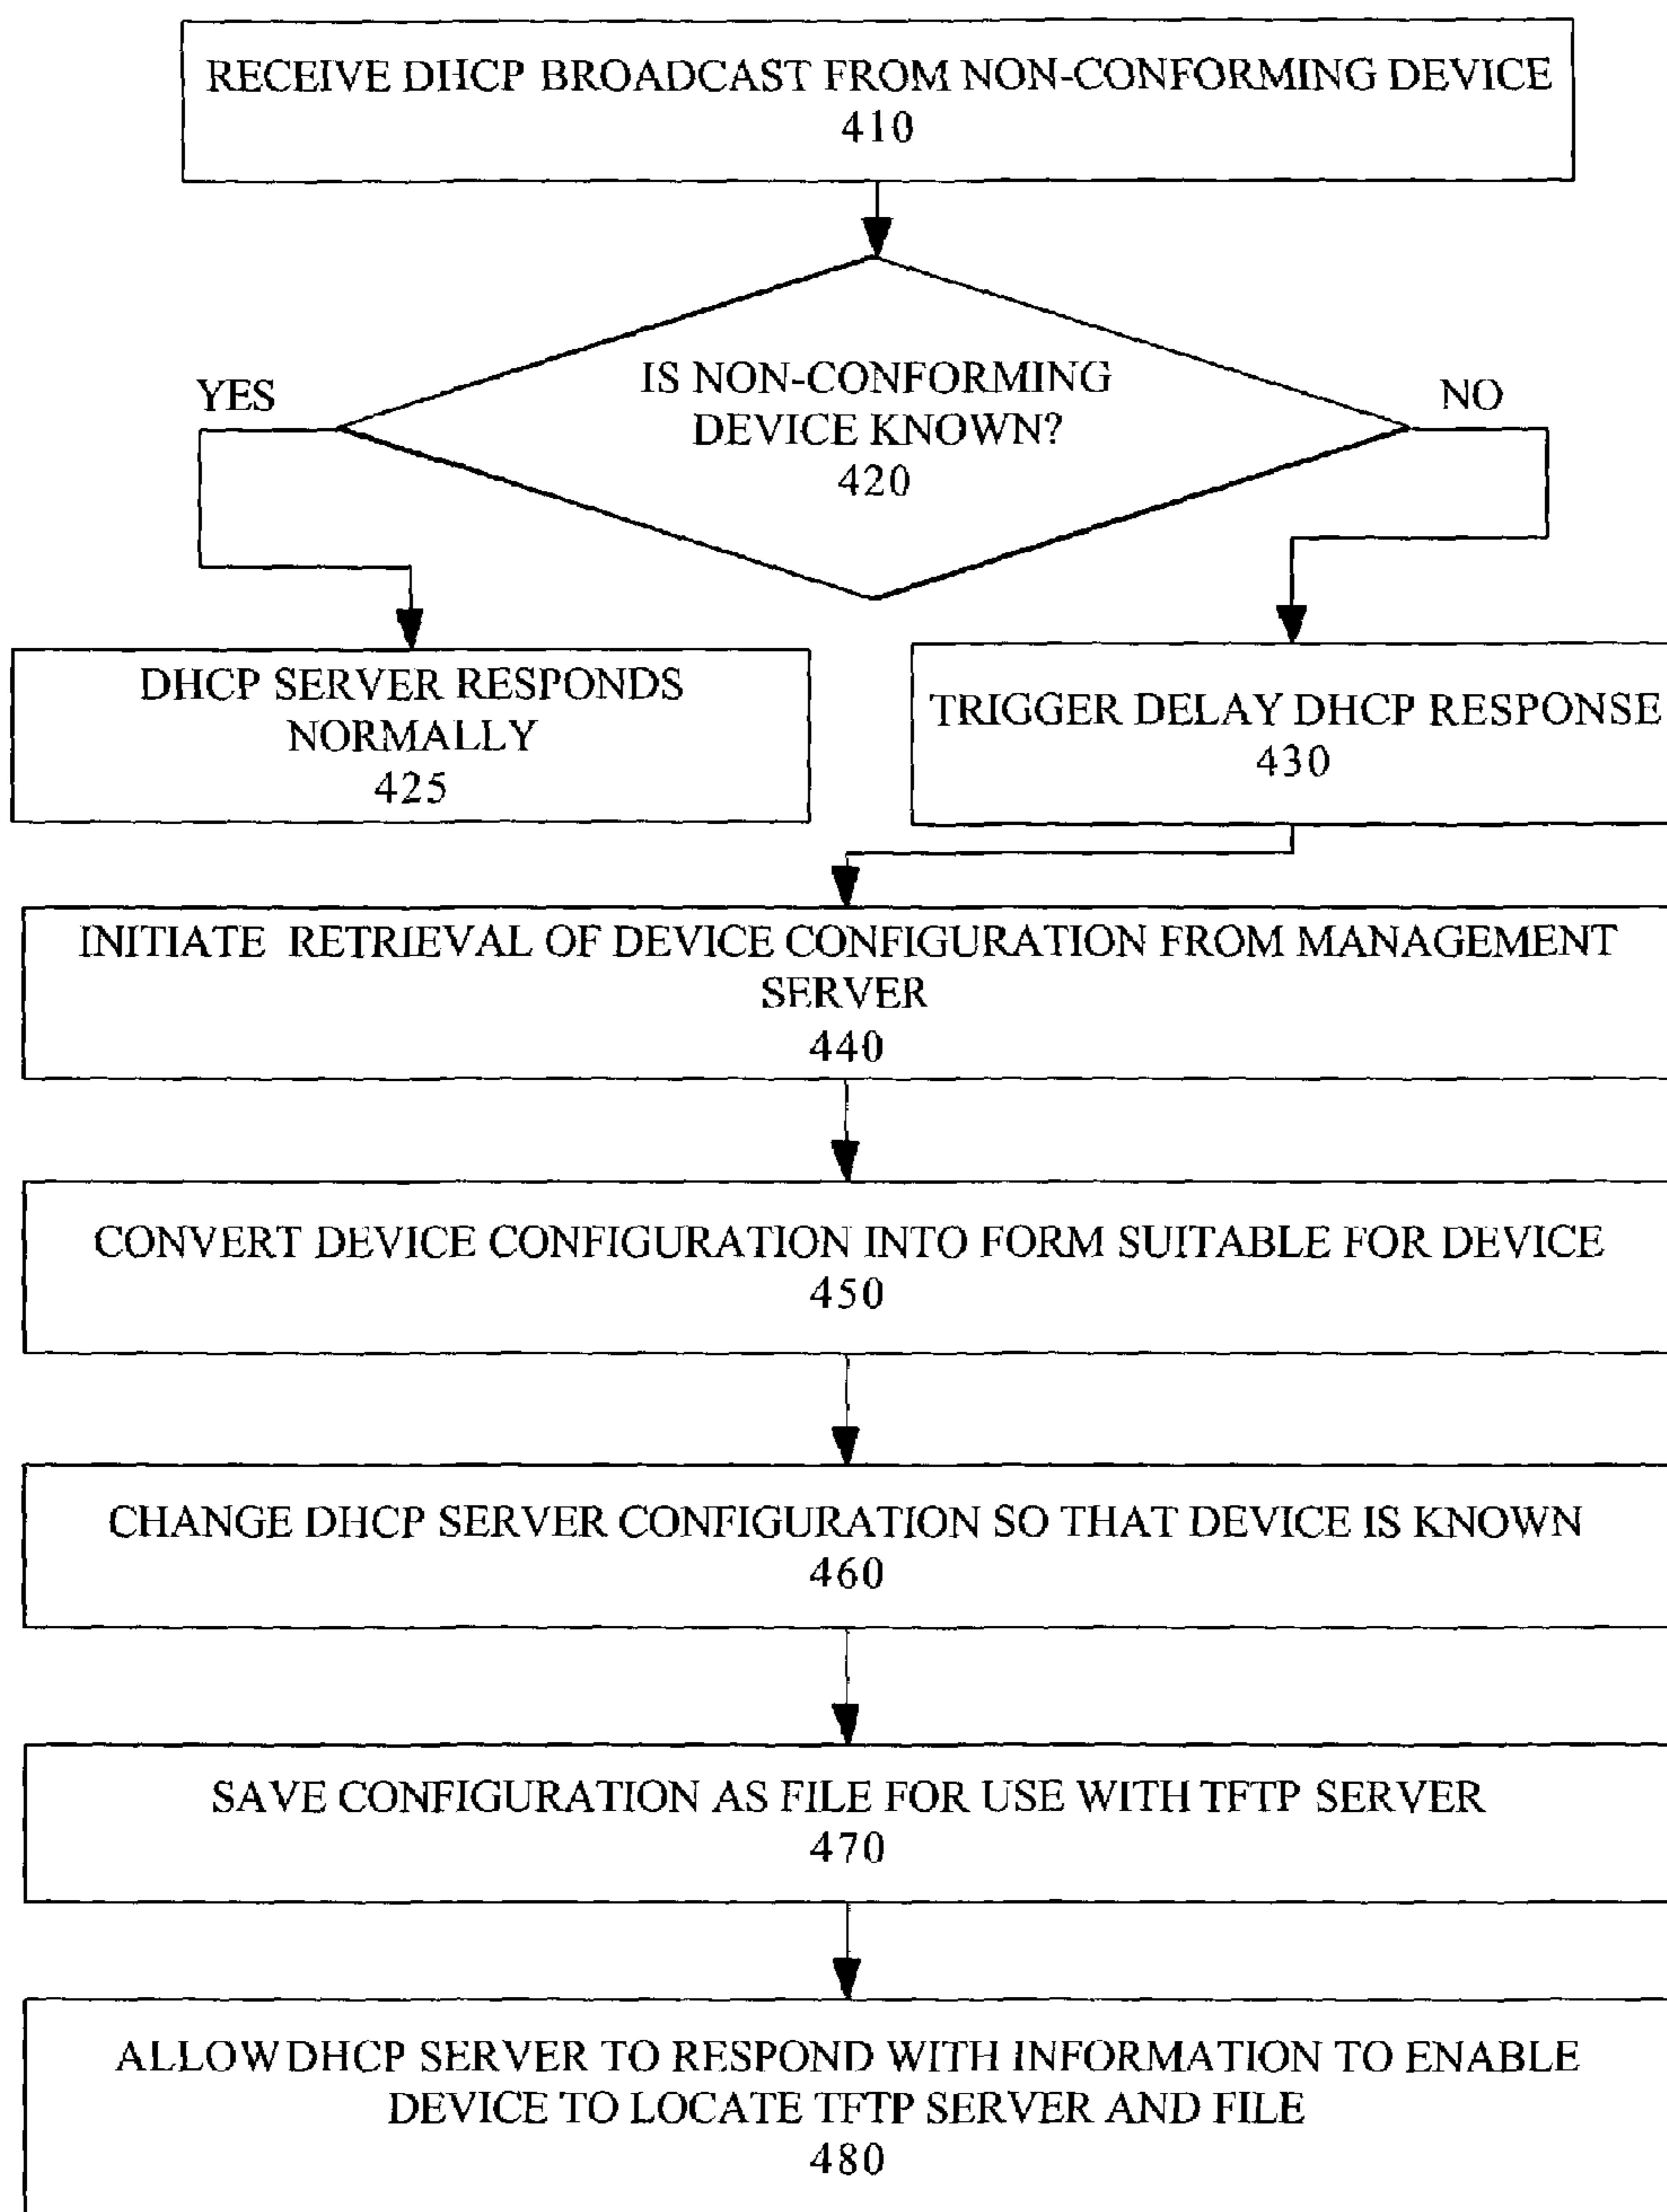 RECEIVE DHCP BROADCAST FROM NON-CONFORMING DEVICE
410
IS NON-CONFORMING
DEVICE KNOWN?
420
YES
NO
DHCP SERVER RESPONDS
NORMALLY
425
TRIGGER DELAY DHCP RESPONSE
430
INITIATE RETRIEVAL OF DEVICE CONFIGURATION FROM MANAGEMENT
SERVER
440
CONVERT DEVICE CONFIGURATION INTO FORM SUITABLE FOR DEVICE
450
CHANGE DHCP SERVER CONFIGURATION SO THAT DEVICE IS KNOWN
460
SAVE CONFIGURATION AS FILE FOR USE WITH TFTP SERVER
470
ALLOW DHCP SERVER TO RESPOND WITH INFORMATION TO ENABLE
DEVICE TO LOCATE TFTP SERVER AND FILE
480